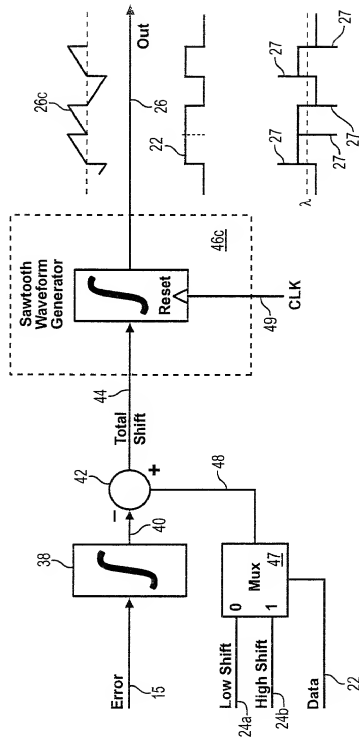 26c
Out
26
22
27
27
27
27
27
λ
Sawtooth
Waveform
Generator
46c
Reset
CLK
49
44
Total
Shift
42
−
+
40
48
38
Mux
47
0
1
Error
15
Low Shift
24a
High Shift
24b
Data
22